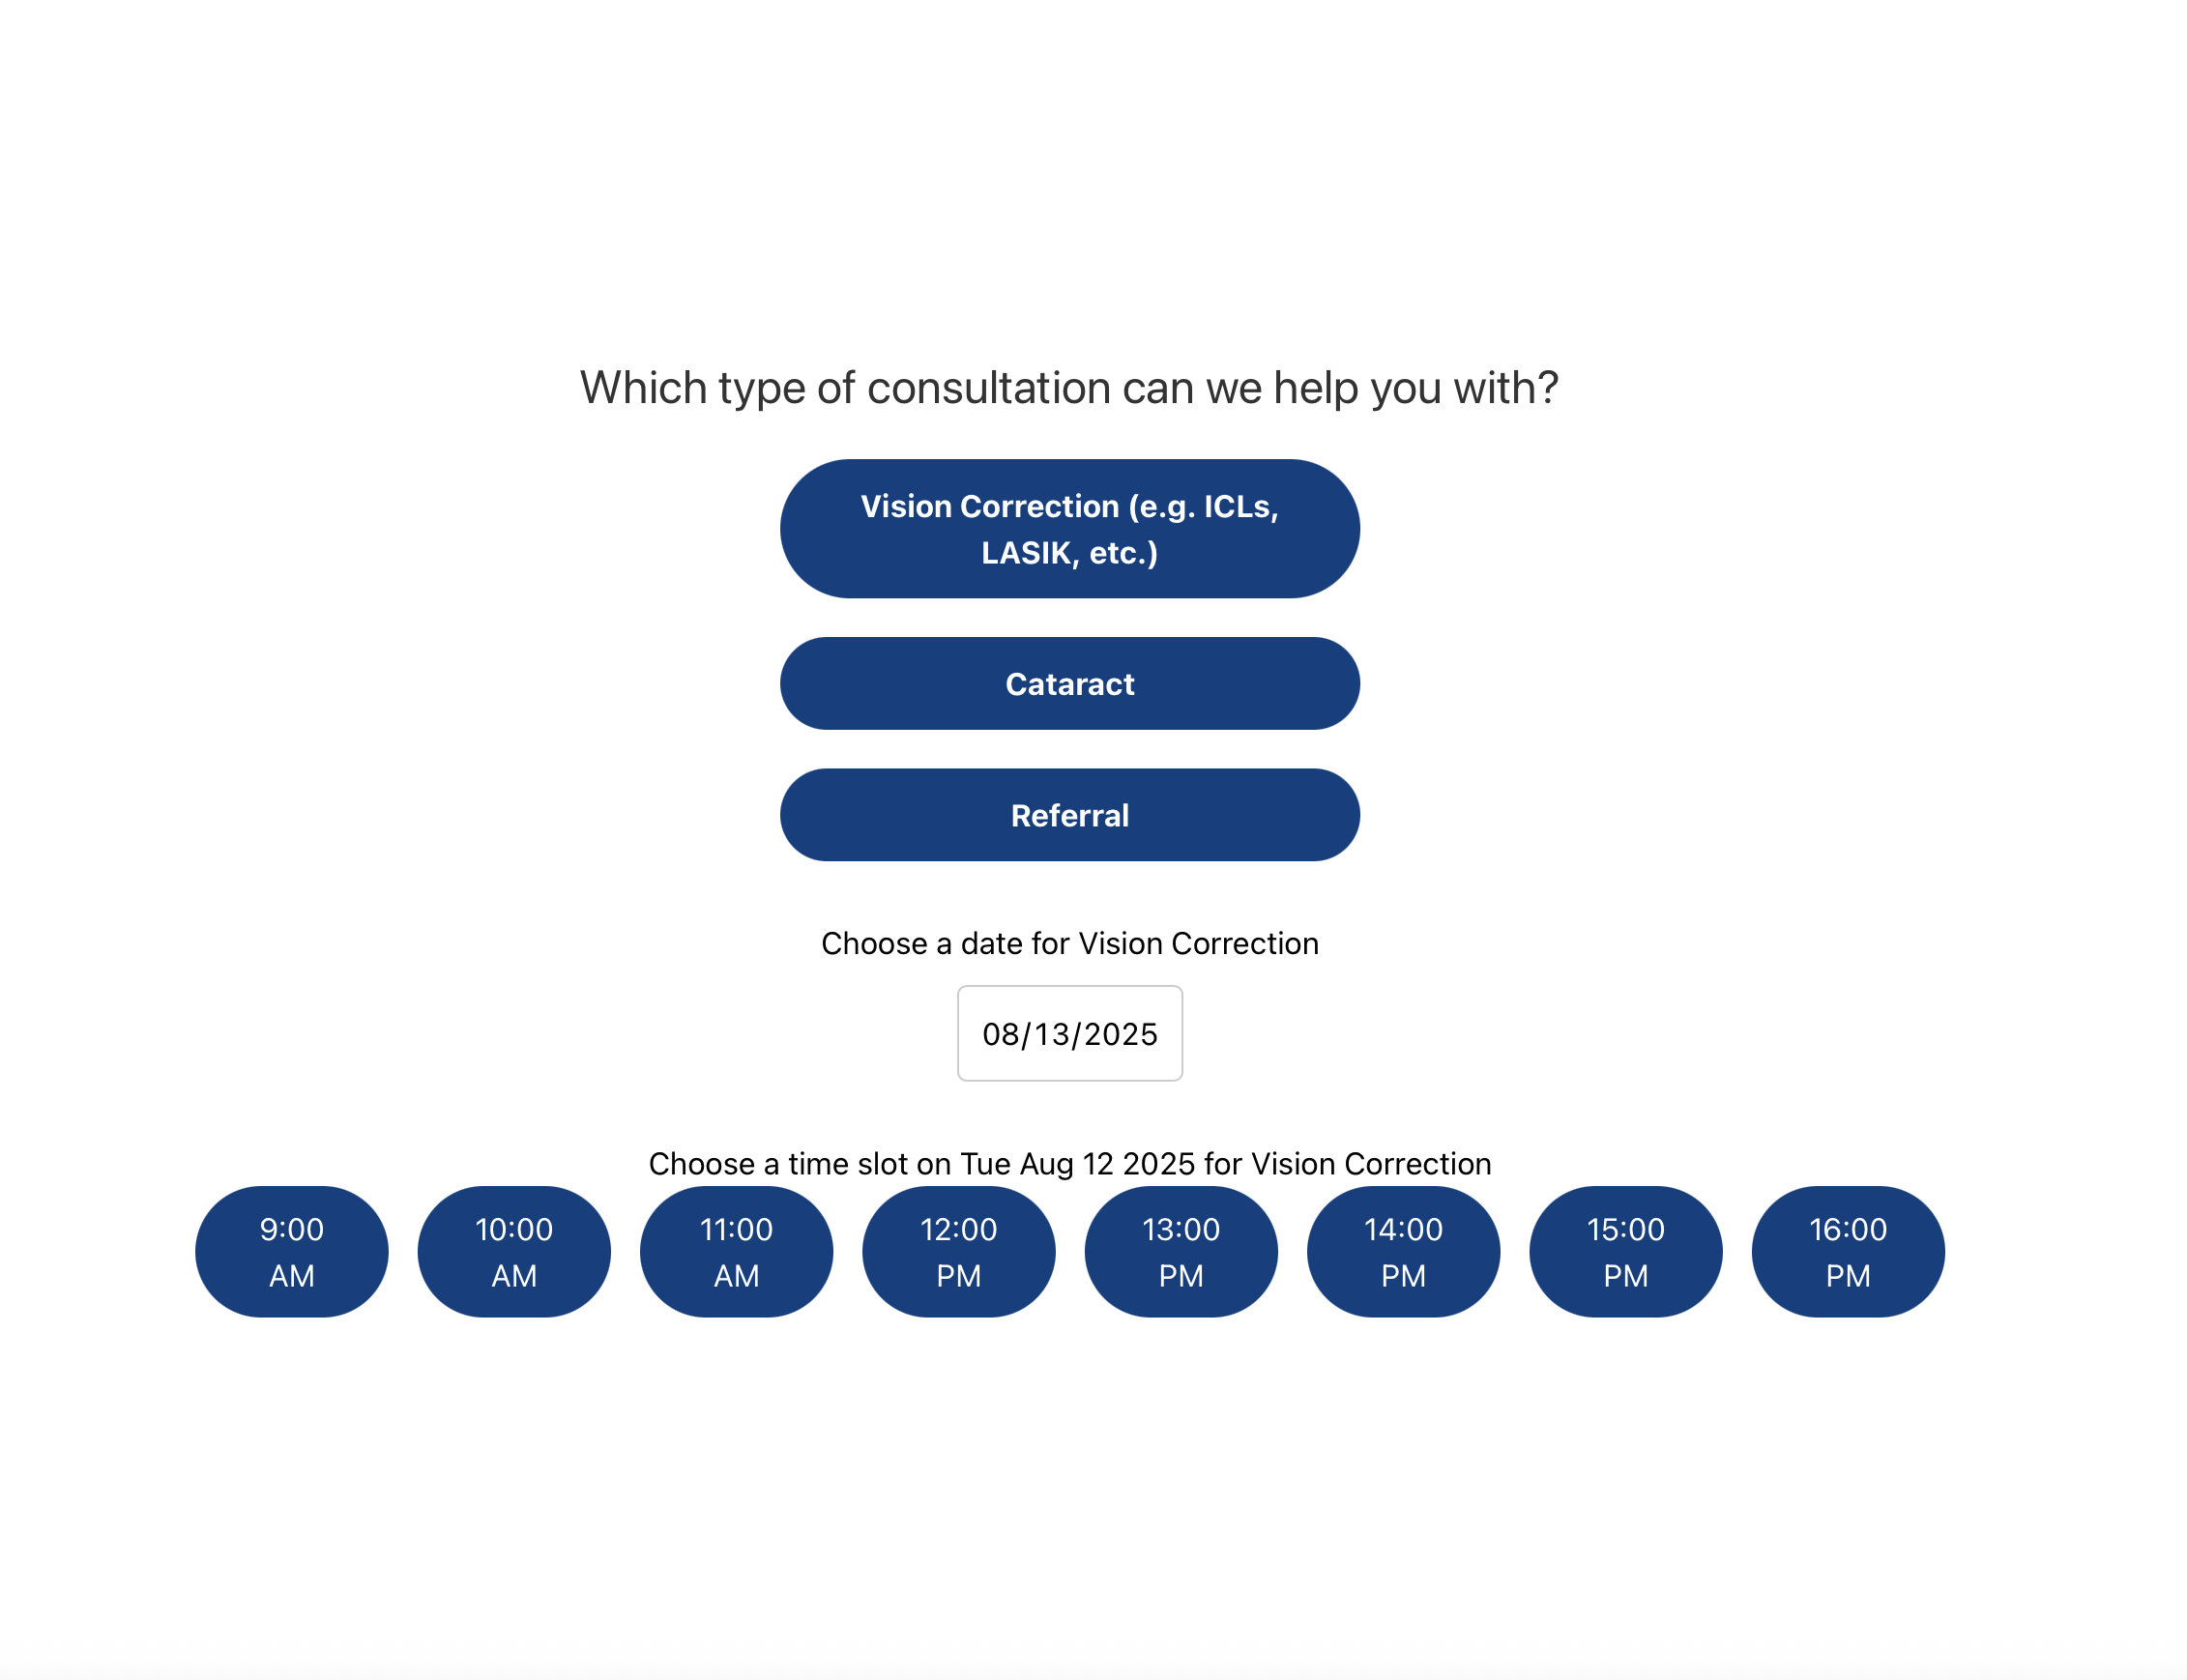 Which type of consultation can we help you with?
Vision Correction (e.g. ICLs,
LASIK, etc.)
Cataract
Referral
Choose a date for Vision Correction
08/13/2025
Choose a time slot on Tue Aug 12 2025 for Vision Correction
9:00 AM
10:00 AM
11:00 AM
12:00 PM
13:00 PM
14:00 PM
15:00 PM
16:00 PM